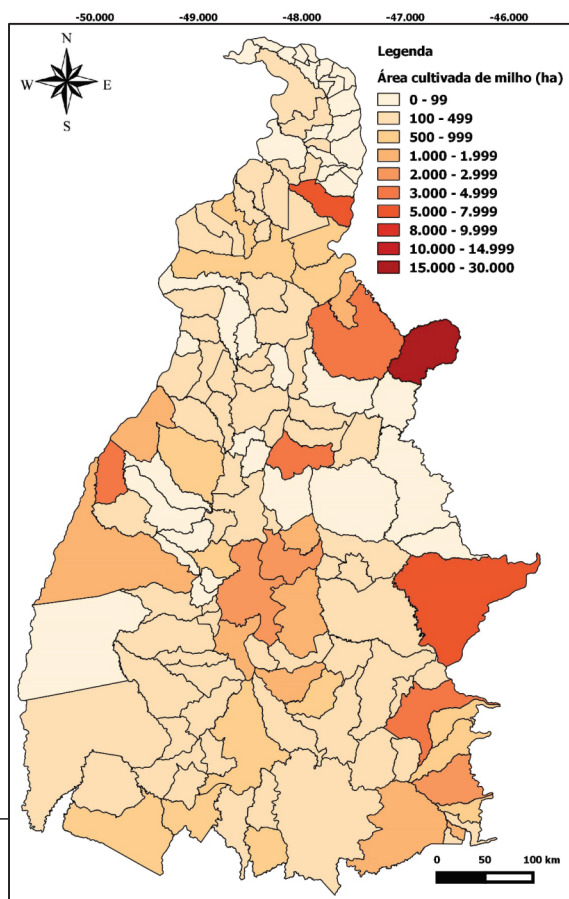 -50.000 -49.000 -48.000 -47.000 -46.000
N
W E
S
Legenda
Área cultivada de milho (ha)
0 - 99
100 - 499
500 - 999
1.000 - 1.999
2.000 - 2.999
3.000 - 4.999
5.000 - 7.999
8.000 - 9.999
10.000 - 14.999
15.000 - 30.000
0 50 100 km